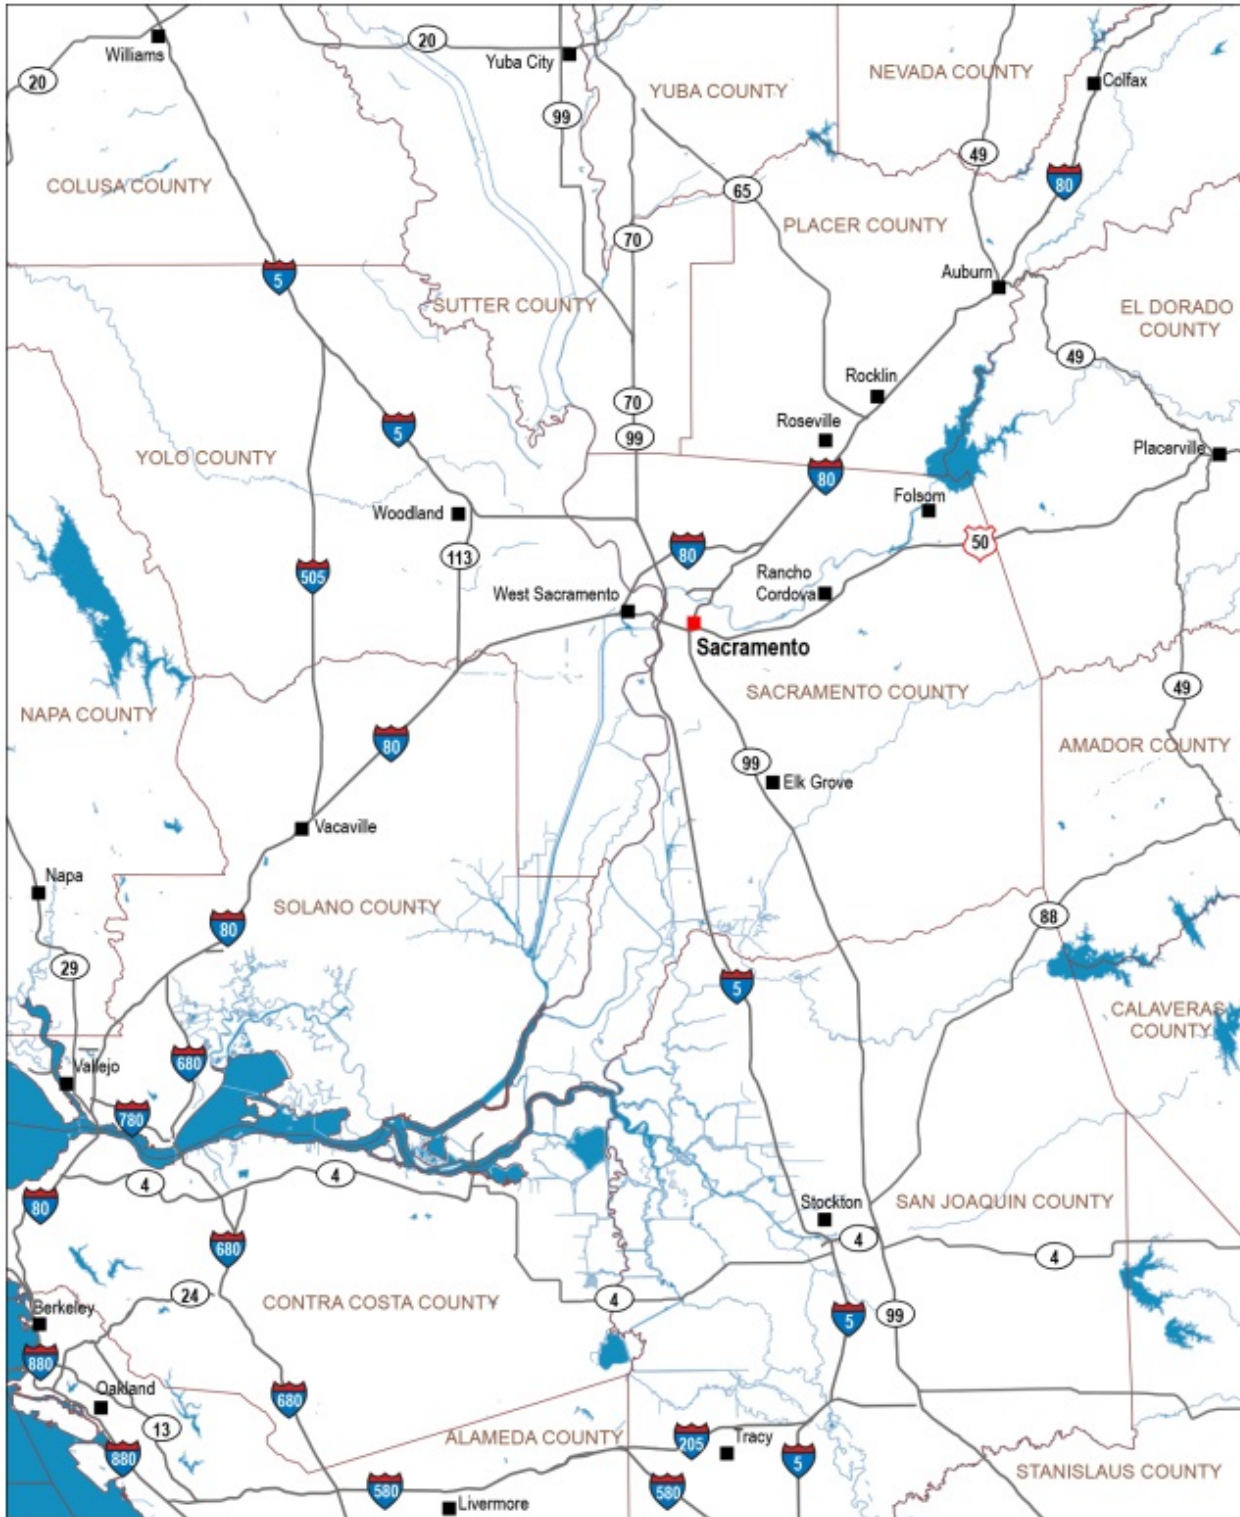 Williams
20
Yuba City
NEVADA COUNTY
Colfax
20
YUBA COUNTY
99
49
COLUSA COUNTY
65
80
PLACER COUNTY
70
5
Auburn
SUTTER COUNTY
EL DORADO
COUNTY
49
Rocklin
70
5
Roseville
99
YOLO COUNTY
Placerville
80
Folsom
Woodland
50
113
80
505
Rancho
Cordova
West Sacramento
Sacramento
SACRAMENTO COUNTY
49
NAPA COUNTY
80
AMADOR COUNTY
99
Elk Grove
Vacaville
Napa
SOLANO COUNTY
88
80
29
5
CALAVERAS
COUNTY
680
Vallejo
780
4
4
80
Stockton
SAN JOAQUIN COUNTY
4
4
680
24
CONTRA COSTA COUNTY
4
Berkeley
5
99
880
Oakland
680
13
ALAMEDA COUNTY
205
Tracy
880
5
STANISLAUS COUNTY
580
580
Livermore